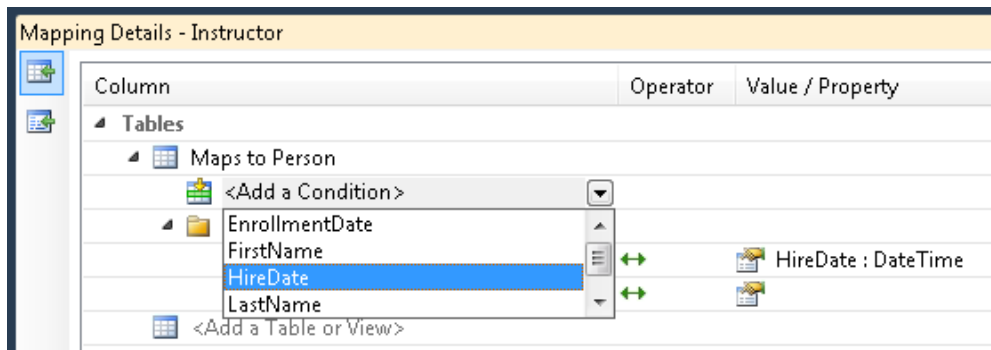 Mapping Details - Instructor
Column Operator Value / Property
Tables
Maps to Person
<Add a Condition>
EnrollmentDate
FirstName
HireDate
HireDate : DateTime
LastName
<Add a Table or View>